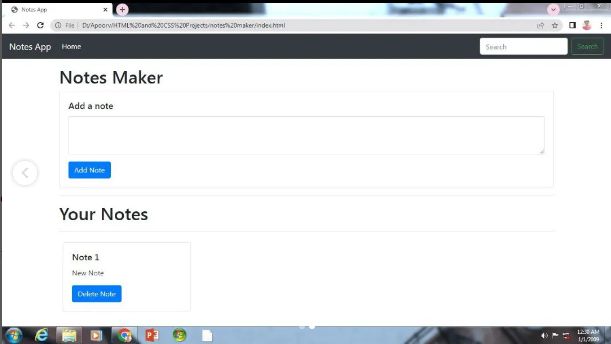 Notes App
File | D:/Apoorv/HTML%20and%20CSS%20Projects/notes%20maker/index.html
Notes App Home Search Search
Notes Maker
Add a note
Add Note
Your Notes
Note 1
New Note
Delete Note
12:30 AM
1/1/2009